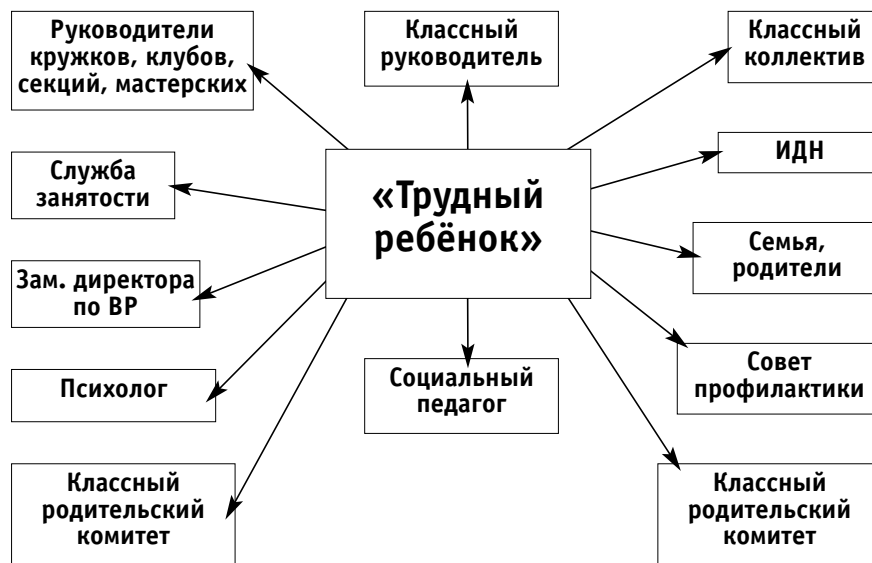 Руководители
кружков, клубов,
секций, мастерских
Классный
руководитель
Классный
коллектив
Служба
занятости
«Трудный
ребёнок»
ИДН
Семья,
родители
Зам. директора
по ВР
Психолог
Социальный
педагог
Совет
профилактики
Классный
родительский
комитет
Классный
родительский
комитет